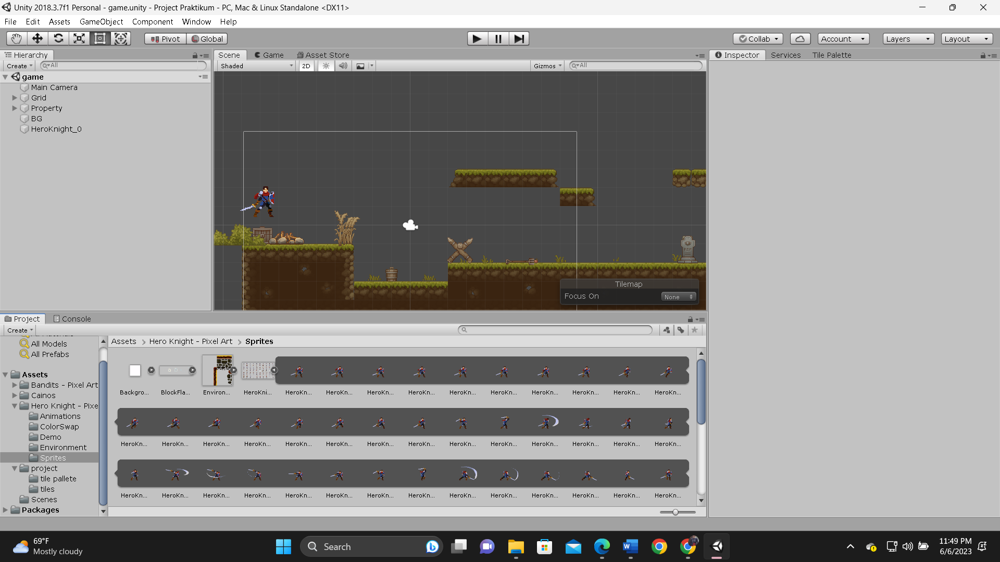 Unity 2018.3.7f1 Personal - game.unity - Project Praktikum - PC, Mac & Linux Standalone <DX11>
File Edit Assets GameObject Component Window Help
Pivot Global Collab Account Layers Layout
Hierarchy Scene Game Asset Store Inspector Services Tile Palette
Create All Shaded 2D Gizmos All
game
Main Camera
Grid
Property
BG
HeroKnight_0
Tilemap
Focus On None
Project Console
Create
Assets Hero Knight - Pixel Art Sprites
All Models
All Prefabs
Assets
Bandits - Pixel Art
Cainos
Hero Knight - Pixe
Animations
ColorSwap
Demo
Environment
Sprites
project
tile pallete
tiles
Scenes
Packages
Backgro... BlockFla... Environ... HeroKni... HeroKn... HeroKn... HeroKn... HeroKn... HeroKn... HeroKn... HeroKn... HeroKn... HeroKn... HeroKn...
HeroKn... HeroKn... HeroKn... HeroKn... HeroKn... HeroKn... HeroKn... HeroKn... HeroKn... HeroKn... HeroKn... HeroKn... HeroKn... HeroKn...
HeroKn... HeroKn... HeroKn... HeroKn... HeroKn... HeroKn... HeroKn... HeroKn... HeroKn... HeroKn... HeroKn... HeroKn... HeroKn... HeroKn...
69°F
Mostly cloudy
Search
11:49 PM
6/6/2023